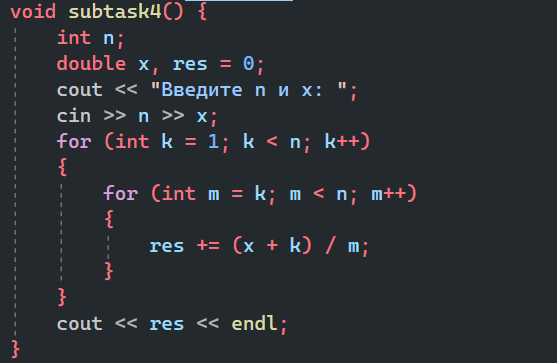 void subtask4() {
    int n;
    double x, res = 0;
    cout << "Введите n и x: ";
    cin >> n >> x;
    for (int k = 1; k < n; k++)
    {
        for (int m = k; m < n; m++)
        {
            res += (x + k) / m;
        }
    }
    cout << res << endl;
}